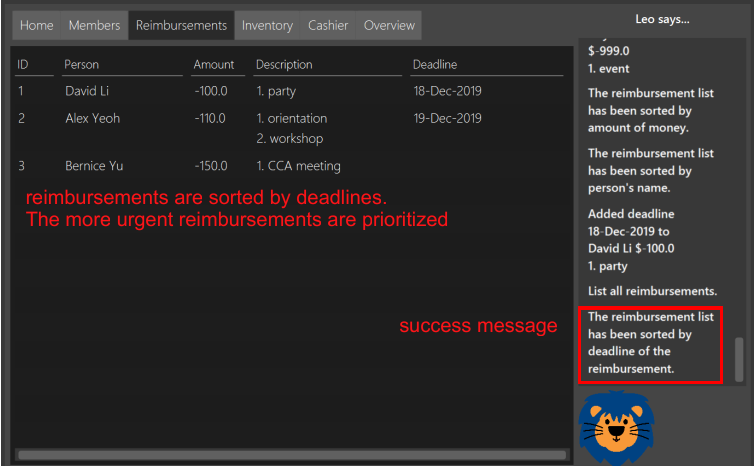 Home Members Reimbursements Inventory Cashier Overview
ID Person Amount Description Deadline
1 David Li -100.0 1. party 18-Dec-2019
2 Alex Yeoh -110.0 1. orientation 19-Dec-2019
2. workshop
3 Bernice Yu -150.0 1. CCA meeting
reimbursements are sorted by deadlines.
The more urgent reimbursements are prioritized
success message
Leo says...
$-999.0
1. event
The reimbursement list
has been sorted by
amount of money.
The reimbursement list
has been sorted by
person's name.
Added deadline
18-Dec-2019 to
David Li $-100.0
1. party
List all reimbursements.
The reimbursement list
has been sorted by
deadline of the
reimbursement.